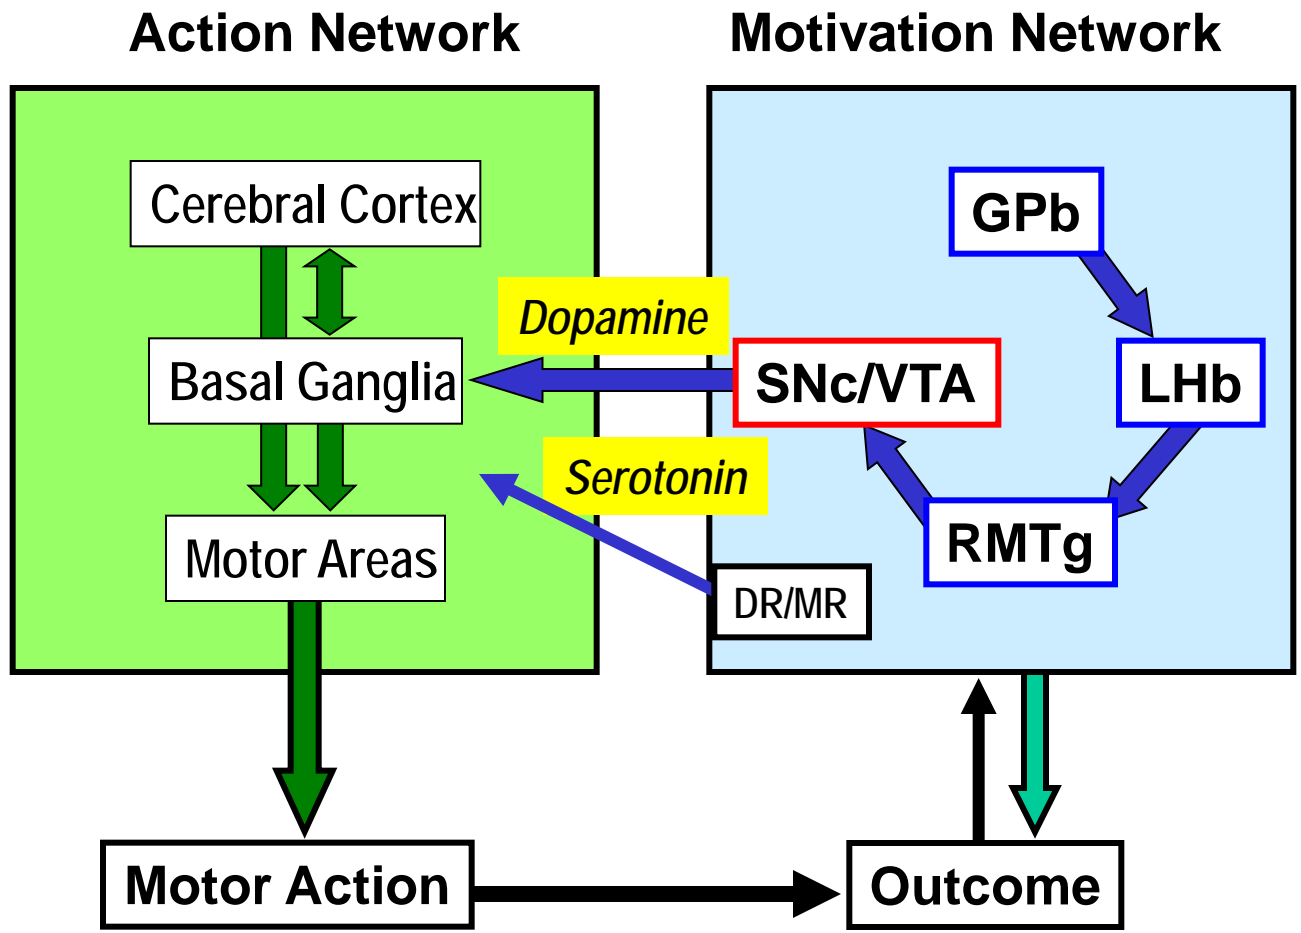 Action Network
Motivation Network
Cerebral Cortex
GPb
Dopamine
Basal Ganglia
SNc/VTA
LHb
Serotonin
Motor Areas
RMTg
DR/MR
Motor Action
Outcome